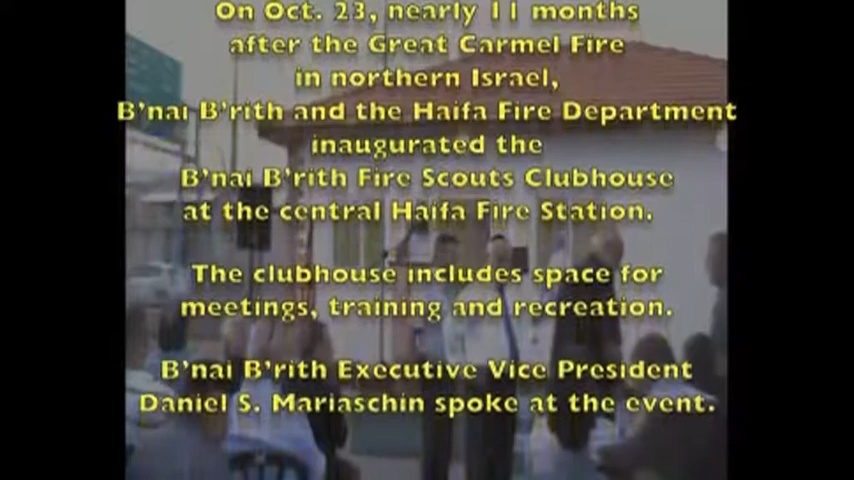 On Oct. 23, nearly 11 months
after the Great Carmel Fire
in northern Israel,
B'nai B'rith and the Haifa Fire Department
inaugurated the
B'nai B'rith Fire Scouts Clubhouse
at the central Haifa Fire Station.
The clubhouse includes space for
meetings, training and recreation.
B'nai B'rith Executive Vice President
Daniel S. Mariaschin spoke at the event.